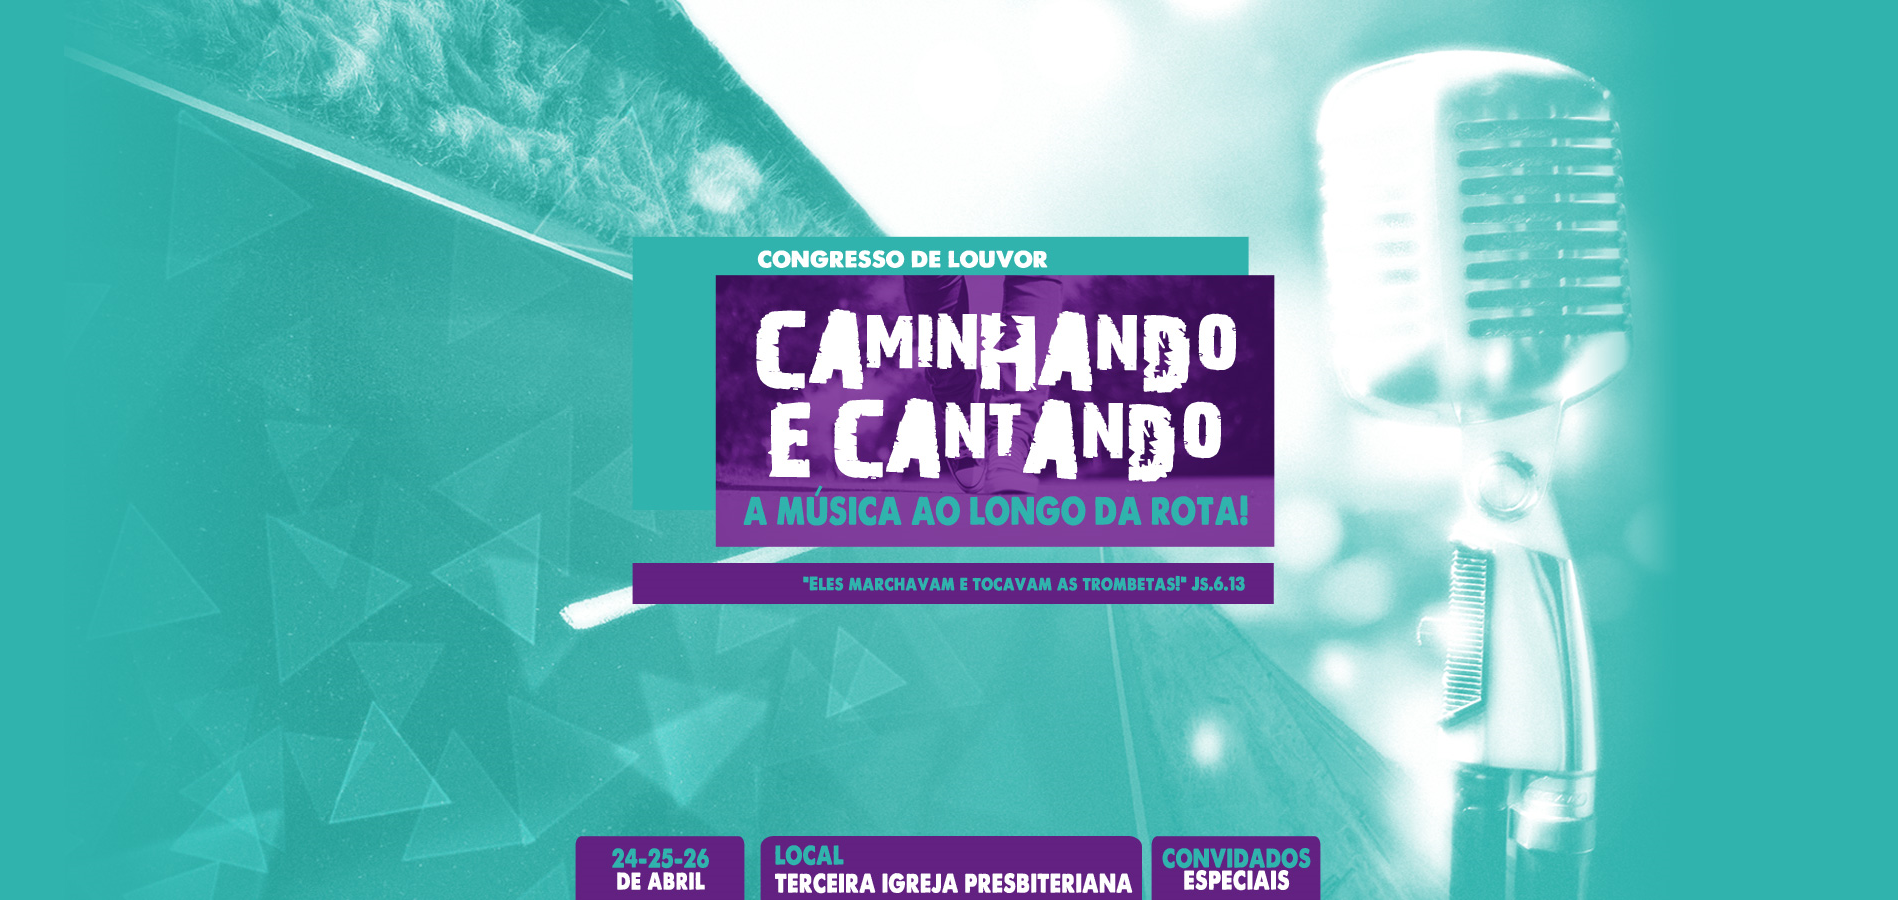 CONGRESSO DE LOUVOR
CAMINHANDO
E CANTANDO
A MÚSICA AO LONGO DA ROTA!
"ELES MARCHAVAM E TOCAVAM AS TROMBETAS!" JS.6.13
24-25-26
DE ABRIL
LOCAL
TERCEIRA IGREJA PRESBITERIANA
CONVIDADOS
ESPECIAIS